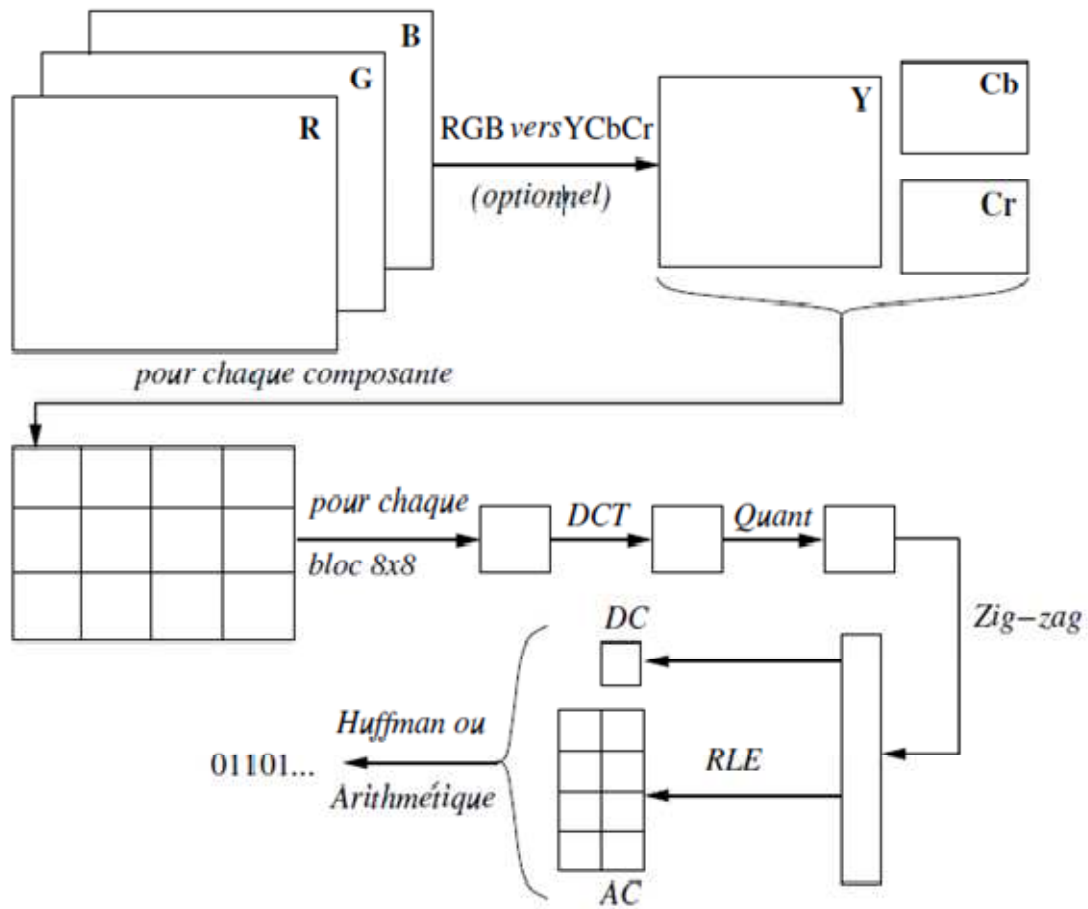 B
G
R
RGB vers YCbCr
(optionnel)
Y
Cb
Cr
pour chaque composante
pour chaque
bloc 8x8
DCT
Quant
Zig-zag
DC
RLE
AC
Huffman ou
Arithmétique
01101...